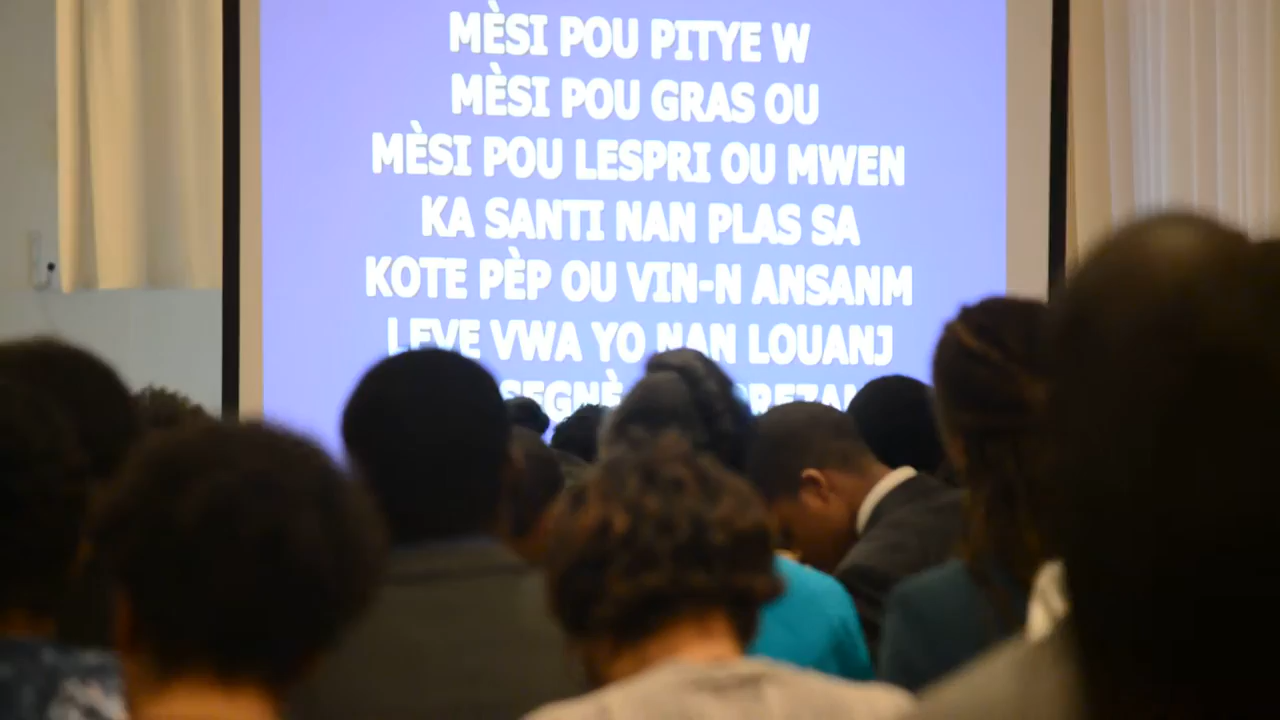 MÈSI POU PITYE W
MÈSI POU GRAS OU
MÈSI POU LESPRI OU MWEN
KA SANTI NAN PLAS SA
KOTE PÈP OU VIN-N ANSANM
LEVE VWA YO NAN LOUANJ